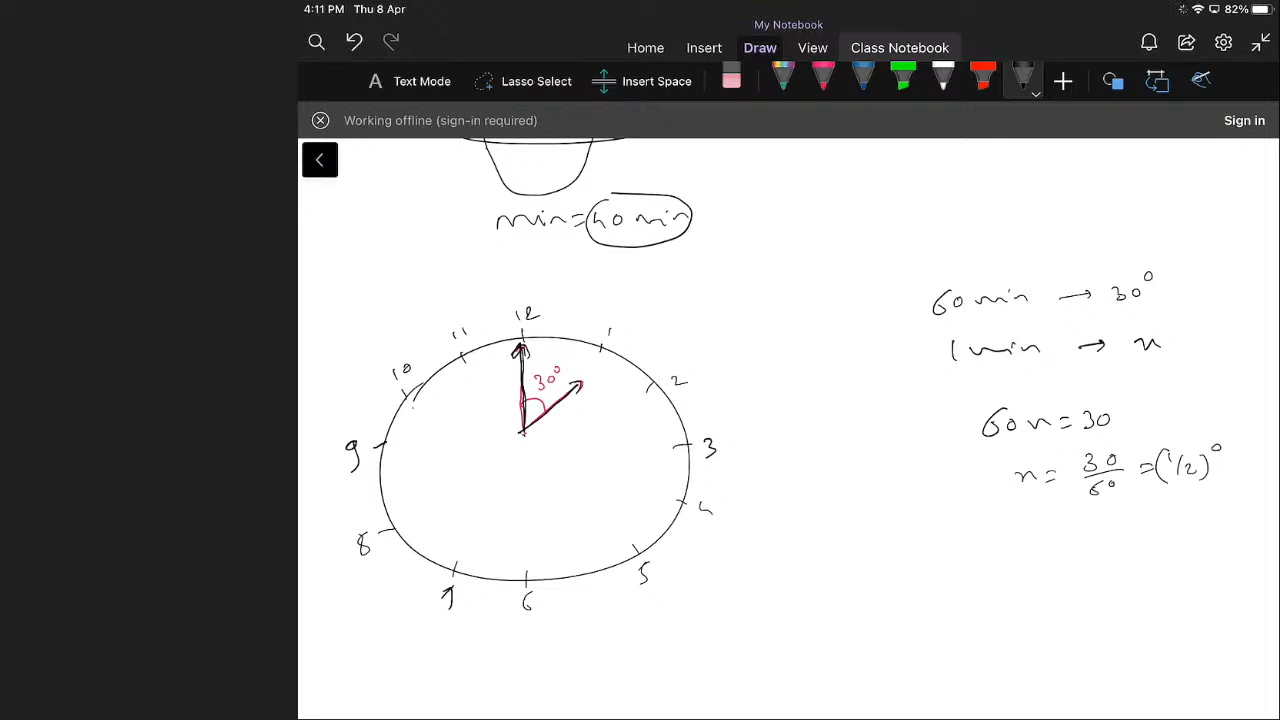 4:11 PM Thu 8 Apr
82%
My Notebook
Home Insert Draw View Class Notebook
Text Mode Lasso Select Insert Space
Working offline (sign-in required) Sign in
min = 40 min
60 min → 30°
1 min → x
60x = 30
x = 30/60 = (1/2)°
12
11 1
10 2
30°
9 3
8 4
7 5
6